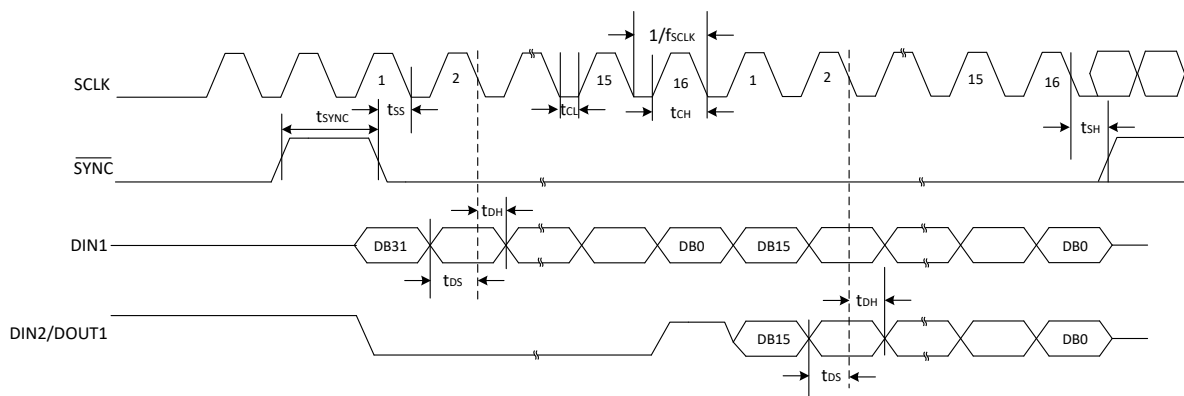 1/fSCLK
SCLK 1 2 15 16 1 2 15 16
tSS tCL tCH
tSYNC tSH
SYNC
tDH
DIN1 DB31 DB0 DB15 DB0
tDS tDH
DIN2/DOUT1 DB15 DB0
tDS